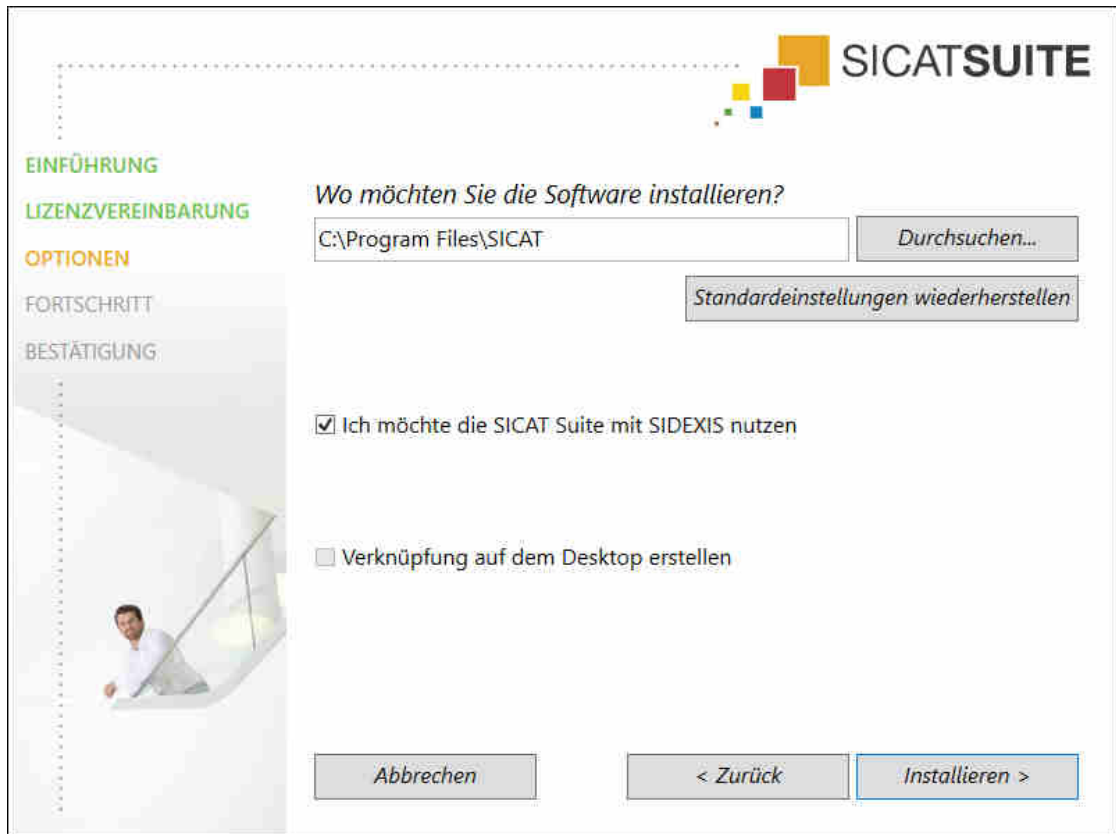 SICATSUITE
EINFÜHRUNG
LIZENZVEREINBARUNG
OPTIONEN
FORTSCHRITT
BESTÄTIGUNG
Wo möchten Sie die Software installieren?
C:\Program Files\SICAT
Durchsuchen...
Standardeinstellungen wiederherstellen
Ich möchte die SICAT Suite mit SIDEXIS nutzen
Verknüpfung auf dem Desktop erstellen
Abbrechen
< Zurück
Installieren >